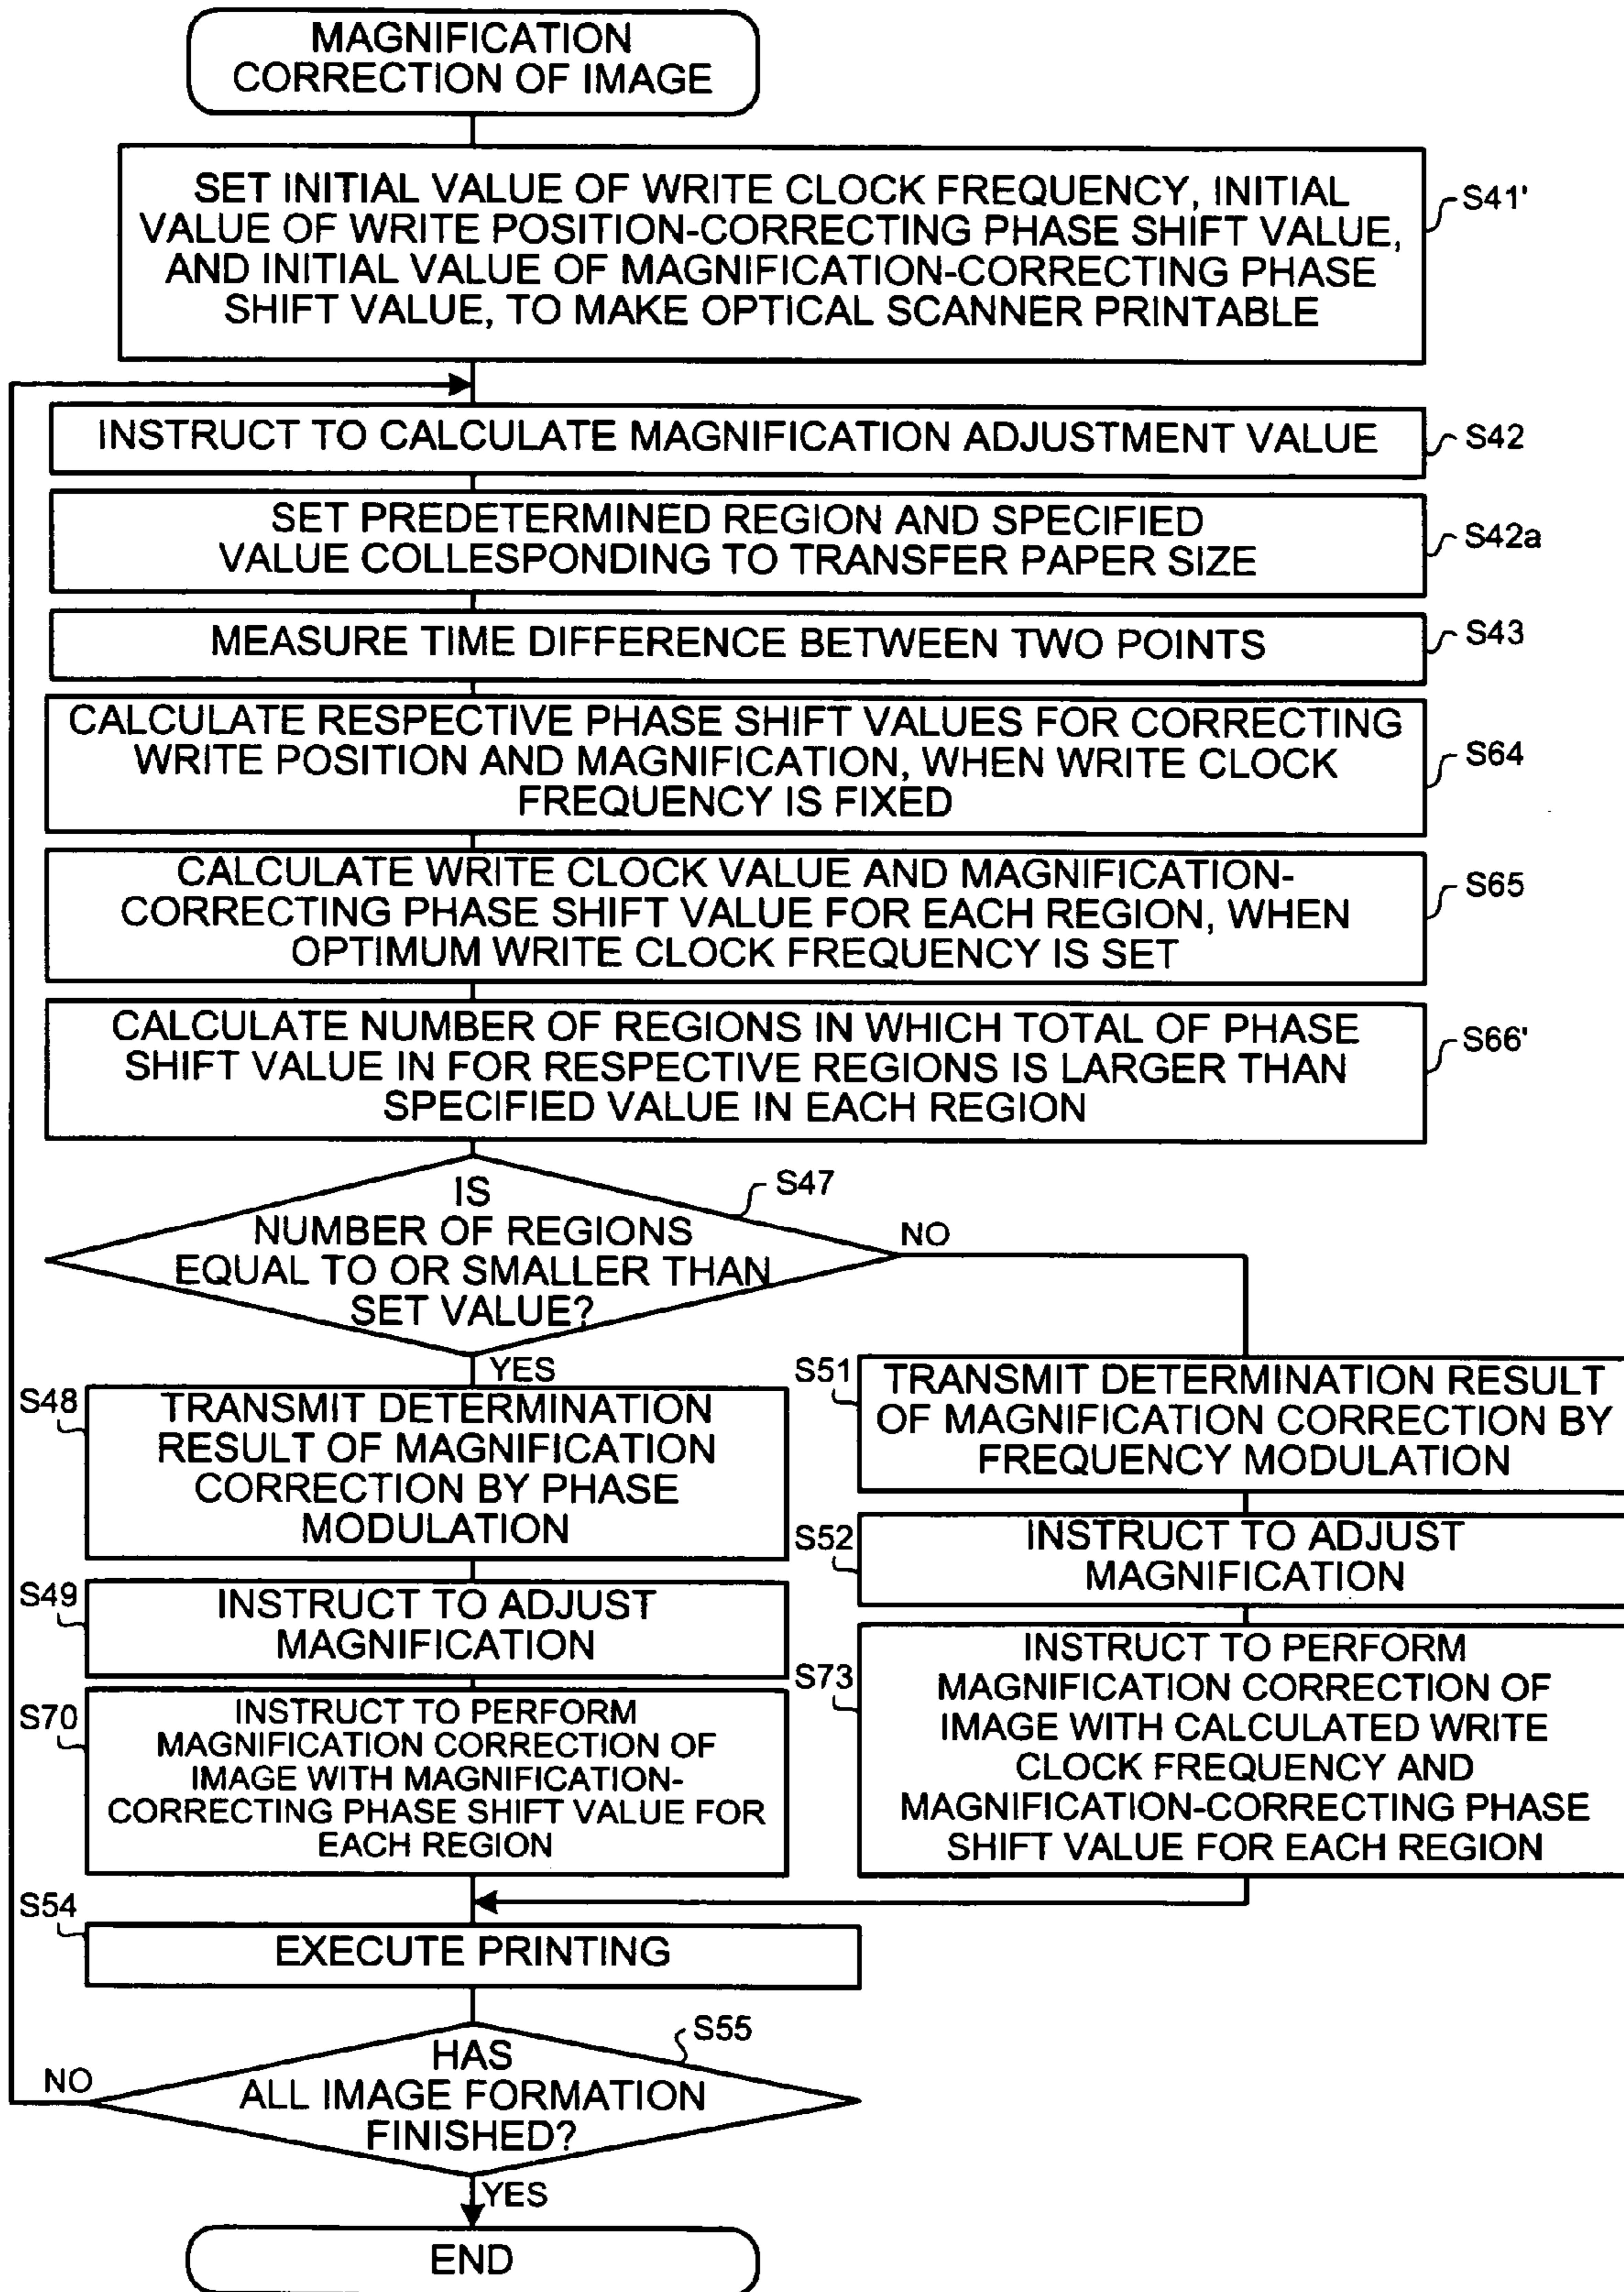 MAGNIFICATION
CORRECTION OF IMAGE
SET INITIAL VALUE OF WRITE CLOCK FREQUENCY, INITIAL
VALUE OF WRITE POSITION-CORRECTING PHASE SHIFT VALUE,
AND INITIAL VALUE OF MAGNIFICATION-CORRECTING PHASE
SHIFT VALUE, TO MAKE OPTICAL SCANNER PRINTABLE
S41'
INSTRUCT TO CALCULATE MAGNIFICATION ADJUSTMENT VALUE
S42
SET PREDETERMINED REGION AND SPECIFIED
VALUE COLLESPONDING TO TRANSFER PAPER SIZE
S42a
MEASURE TIME DIFFERENCE BETWEEN TWO POINTS
S43
CALCULATE RESPECTIVE PHASE SHIFT VALUES FOR CORRECTING
WRITE POSITION AND MAGNIFICATION, WHEN WRITE CLOCK
FREQUENCY IS FIXED
S64
CALCULATE WRITE CLOCK VALUE AND MAGNIFICATION-
CORRECTING PHASE SHIFT VALUE FOR EACH REGION, WHEN
OPTIMUM WRITE CLOCK FREQUENCY IS SET
S65
CALCULATE NUMBER OF REGIONS IN WHICH TOTAL OF PHASE
SHIFT VALUE IN FOR RESPECTIVE REGIONS IS LARGER THAN
SPECIFIED VALUE IN EACH REGION
S66'
IS
NUMBER OF REGIONS
EQUAL TO OR SMALLER THAN
SET VALUE?
S47
NO
YES
S48
TRANSMIT DETERMINATION
RESULT OF MAGNIFICATION
CORRECTION BY PHASE
MODULATION
S49
INSTRUCT TO ADJUST
MAGNIFICATION
S70
INSTRUCT TO PERFORM
MAGNIFICATION CORRECTION OF
IMAGE WITH MAGNIFICATION-
CORRECTING PHASE SHIFT VALUE FOR
EACH REGION
S51
TRANSMIT DETERMINATION RESULT
OF MAGNIFICATION CORRECTION BY
FREQUENCY MODULATION
S52
INSTRUCT TO ADJUST
MAGNIFICATION
S73
INSTRUCT TO PERFORM
MAGNIFICATION CORRECTION OF
IMAGE WITH CALCULATED WRITE
CLOCK FREQUENCY AND
MAGNIFICATION-CORRECTING PHASE
SHIFT VALUE FOR EACH REGION
S54
EXECUTE PRINTING
S55
HAS
ALL IMAGE FORMATION
FINISHED?
NO
YES
END